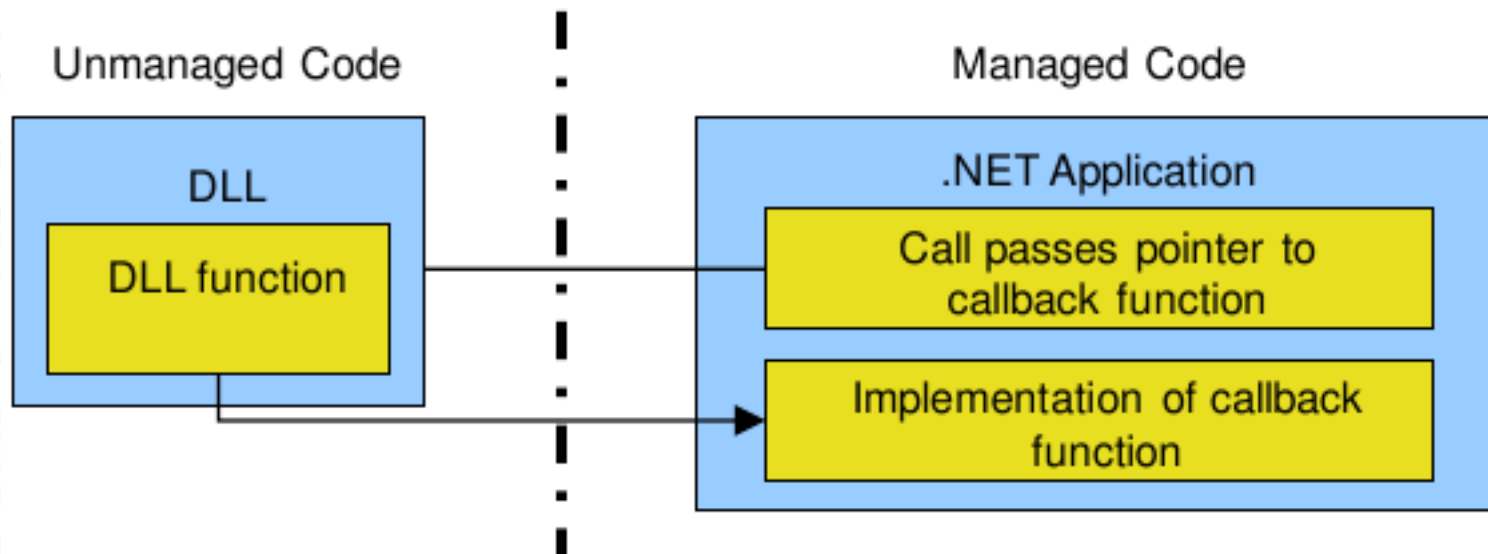 Unmanaged Code
Managed Code
DLL
DLL function
.NET Application
Call passes pointer to
callback function
Implementation of callback
function